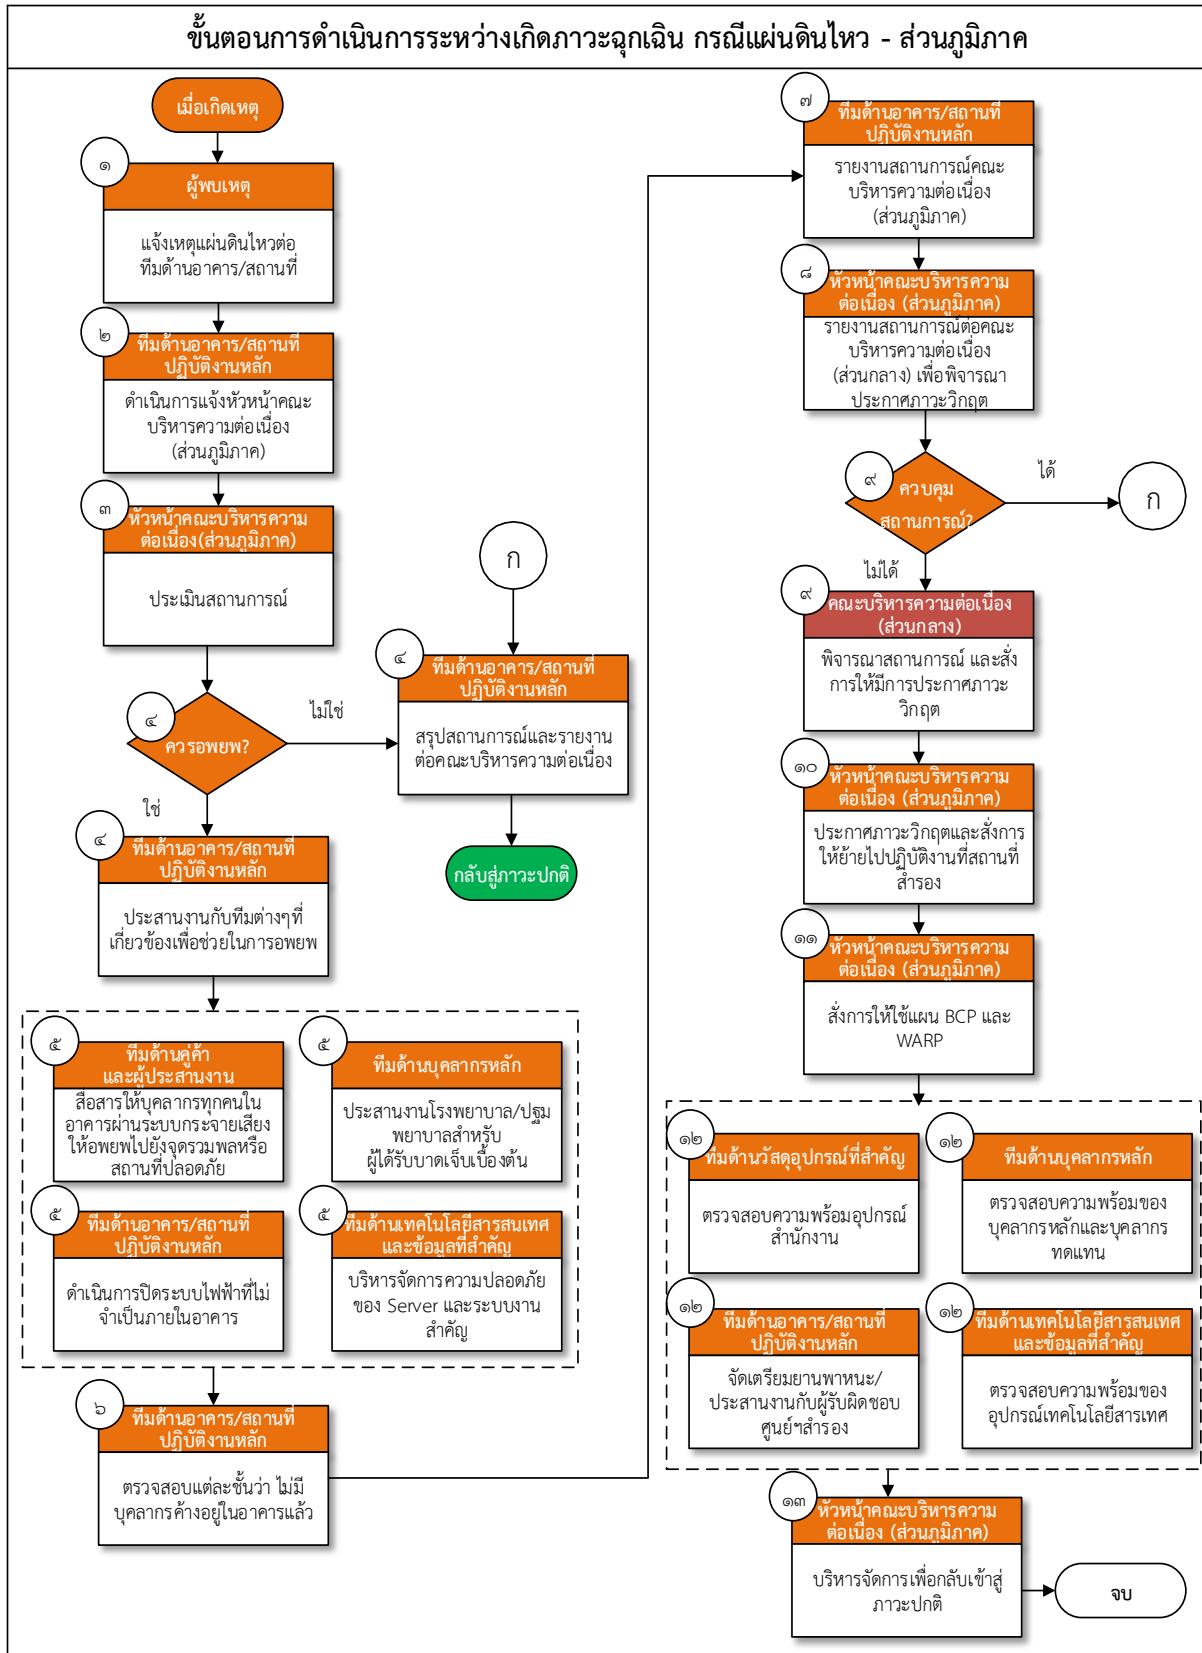 ขั้นตอนการดำเนินการระหว่างเกิดภาวะฉุกเฉิน กรณีแผ่นดินไหว - ส่วนภูมิภาค
เมื่อเกิดเหตุ
๑
ผู้พบเหตุ
แจ้งเหตุแผ่นดินไหวต่อ
ทีมด้านอาคาร/สถานที่
๒
ทีมด้านอาคาร/สถานที่
ปฏิบัติงานหลัก
ดำเนินการแจ้งหัวหน้าคณะ
บริหารความต่อเนื่อง
(ส่วนภูมิภาค)
๓
หัวหน้าคณะบริหารความ
ต่อเนื่อง(ส่วนภูมิภาค)
ประเมินสถานการณ์
๔
ควรอพยพ?
ไม่ใช่
ใช่
ก
๔
ทีมด้านอาคาร/สถานที่
ปฏิบัติงานหลัก
สรุปสถานการณ์และรายงาน
ต่อคณะบริหารความต่อเนื่อง
กลับสู่ภาวะปกติ
๔
ทีมด้านอาคาร/สถานที่
ปฏิบัติงานหลัก
ประสานงานกับทีมต่างๆที่
เกี่ยวข้องเพื่อช่วยในการอพยพ
๕
ทีมด้านคู่ค้า
และผู้ประสานงาน
สื่อสารให้บุคลากรทุกคนใน
อาคารผ่านระบบกระจายเสียง
ให้อพยพไปยังจุดรวมพลหรือ
สถานที่ปลอดภัย
๕
ทีมด้านบุคลากรหลัก
ประสานงานโรงพยาบาล/ปฐม
พยาบาลสำหรับ
ผู้ได้รับบาดเจ็บเบื้องต้น
๕
ทีมด้านอาคาร/สถานที่
ปฏิบัติงานหลัก
ดำเนินการปิดระบบไฟฟ้าที่ไม่
จำเป็นภายในอาคาร
๕
ทีมด้านเทคโนโลยีสารสนเทศ
และข้อมูลที่สำคัญ
บริหารจัดการความปลอดภัย
ของ Server และระบบงาน
สำคัญ
๖
ทีมด้านอาคาร/สถานที่
ปฏิบัติงานหลัก
ตรวจสอบแต่ละชั้นว่า ไม่มี
บุคลากรค้างอยู่ในอาคารแล้ว
๗
ทีมด้านอาคาร/สถานที่
ปฏิบัติงานหลัก
รายงานสถานการณ์คณะ
บริหารความต่อเนื่อง
(ส่วนภูมิภาค)
๘
หัวหน้าคณะบริหารความ
ต่อเนื่อง (ส่วนภูมิภาค)
รายงานสถานการณ์ต่อคณะ
บริหารความต่อเนื่อง
(ส่วนกลาง) เพื่อพิจารณา
ประกาศภาวะวิกฤต
๙
ควบคุม
สถานการณ์?
ได้
ก
ไม่ได้
๙
คณะบริหารความต่อเนื่อง
(ส่วนกลาง)
พิจารณาสถานการณ์ และสั่ง
การให้มีการประกาศภาวะ
วิกฤต
๑๐
หัวหน้าคณะบริหารความ
ต่อเนื่อง (ส่วนภูมิภาค)
ประกาศภาวะวิกฤตและสั่งการ
ให้ย้ายไปปฏิบัติงานที่สถานที่
สำรอง
๑๑
หัวหน้าคณะบริหารความ
ต่อเนื่อง (ส่วนภูมิภาค)
สั่งการให้ใช้แผน BCP และ
WARP
๑๒
ทีมด้านวัสดุอุปกรณ์ที่สำคัญ
ตรวจสอบความพร้อมอุปกรณ์
สำนักงาน
๑๒
ทีมด้านบุคลากรหลัก
ตรวจสอบความพร้อมของ
บุคลากรหลักและบุคลากร
ทดแทน
๑๒
ทีมด้านอาคาร/สถานที่
ปฏิบัติงานหลัก
จัดเตรียมยานพาหนะ/
ประสานงานกับผู้รับผิดชอบ
ศูนย์ฯสำรอง
๑๒
ทีมด้านเทคโนโลยีสารสนเทศ
และข้อมูลที่สำคัญ
ตรวจสอบความพร้อมของ
อุปกรณ์เทคโนโลยีสารเทศ
๑๓
หัวหน้าคณะบริหารความ
ต่อเนื่อง (ส่วนภูมิภาค)
บริหารจัดการเพื่อกลับเข้าสู่
ภาวะปกติ
จบ